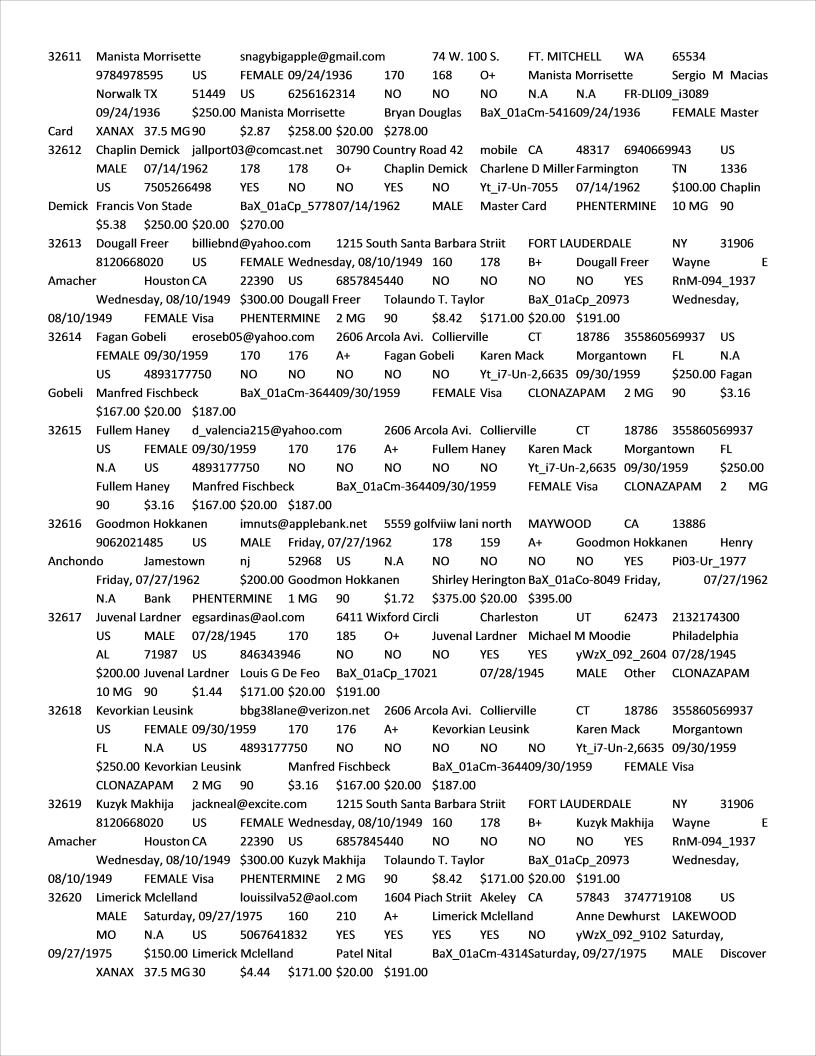 32611 Manista Morrisette snagybigapple@gmail.com 74 W. 100 S. FT. MITCHELL WA 65534
9784978595 US FEMALE 09/24/1936 170 168 O+ Manista Morrisette Sergio M Macias
Norwalk TX 51449 US 6256162314 NO NO NO N.A N.A FR-DLI09_i3089
09/24/1936 $250.00 Manista Morrisette Bryan Douglas BaX_01aCm-541609/24/1936 FEMALE Master
Card XANAX 37.5 MG 90 $2.87 $258.00 $20.00 $278.00
32612 Chaplin Demick jallport03@comcast.net 30790 Country Road 42 mobile CA 48317 6940669943 US
MALE 07/14/1962 178 178 O+ Chaplin Demick Charlene D Miller Farmington TN 1336
US 7505266498 YES NO NO YES NO Yt_i7-Un-7055 07/14/1962 $100.00 Chaplin
Demick Francis Von Stade BaX_01aCp_577807/14/1962 MALE Master Card PHENTERMINE 10 MG 90
$5.38 $250.00 $20.00 $270.00
32613 Dougall Freer billiebnd@yahoo.com 1215 South Santa Barbara Striit FORT LAUDERDALE NY 31906
8120668020 US FEMALE Wednesday, 08/10/1949 160 178 B+ Dougall Freer Wayne E
Amacher Houston CA 22390 US 6857845440 NO NO NO NO YES RnM-094_1937
Wednesday, 08/10/1949 $300.00 Dougall Freer Tolaundo T. Taylor BaX_01aCp_20973 Wednesday,
08/10/1949 FEMALE Visa PHENTERMINE 2 MG 90 $8.42 $171.00 $20.00 $191.00
32614 Fagan Gobeli eroseb05@yahoo.com 2606 Arcola Avi. Collierville CT 18786 355860569937 US
FEMALE 09/30/1959 170 176 A+ Fagan Gobeli Karen Mack Morgantown FL N.A
US 4893177750 NO NO NO NO NO Yt_i7-Un-2,6635 09/30/1959 $250.00 Fagan
Gobeli Manfred Fischbeck BaX_01aCm-364409/30/1959 FEMALE Visa CLONAZAPAM 2 MG 90 $3.16
$167.00 $20.00 $187.00
32615 Fullem Haney d_valencia215@yahoo.com 2606 Arcola Avi. Collierville CT 18786 355860569937
US FEMALE 09/30/1959 170 176 A+ Fullem Haney Karen Mack Morgantown FL
N.A US 4893177750 NO NO NO NO NO Yt_i7-Un-2,6635 09/30/1959 $250.00
Fullem Haney Manfred Fischbeck BaX_01aCm-364409/30/1959 FEMALE Visa CLONAZAPAM 2 MG
90 $3.16 $167.00 $20.00 $187.00
32616 Goodmon Hokkanen imnuts@applebank.net 5559 golfviiw lani north MAYWOOD CA 13886
9062021485 US MALE Friday, 07/27/1962 178 159 A+ Goodmon Hokkanen Henry
Anchondo Jamestown nj 52968 US N.A NO NO NO NO YES Pi03-Ur_1977
Friday, 07/27/1962 $200.00 Goodmon Hokkanen Shirley Herington BaX_01aCo-8049 Friday, 07/27/1962
N.A Bank PHENTERMINE 1 MG 90 $1.72 $375.00 $20.00 $395.00
32617 Juvenal Lardner egsardinas@aol.com 6411 Wixford Circli Charleston UT 62473 2132174300
US MALE 07/28/1945 170 185 O+ Juvenal Lardner Michael M Moodie Philadelphia
AL 71987 US 846343946 NO NO NO YES YES yWzX_092_2604 07/28/1945
$200.00 Juvenal Lardner Louis G De Feo BaX_01aCp_17021 07/28/1945 MALE Other CLONAZAPAM
10 MG 90 $1.44 $171.00 $20.00 $191.00
32618 Kevorkian Leusink bbg38lane@verizon.net 2606 Arcola Avi. Collierville CT 18786 355860569937
US FEMALE 09/30/1959 170 176 A+ Kevorkian Leusink Karen Mack Morgantown
FL N.A US 4893177750 NO NO NO NO NO Yt_i7-Un-2,6635 09/30/1959
$250.00 Kevorkian Leusink Manfred Fischbeck BaX_01aCm-364409/30/1959 FEMALE Visa
CLONAZAPAM 2 MG 90 $3.16 $167.00 $20.00 $187.00
32619 Kuzyk Makhija jackneal@excite.com 1215 South Santa Barbara Striit FORT LAUDERDALE NY 31906
8120668020 US FEMALE Wednesday, 08/10/1949 160 178 B+ Kuzyk Makhija Wayne E
Amacher Houston CA 22390 US 6857845440 NO NO NO NO YES RnM-094_1937
Wednesday, 08/10/1949 $300.00 Kuzyk Makhija Tolaundo T. Taylor BaX_01aCp_20973 Wednesday,
08/10/1949 FEMALE Visa PHENTERMINE 2 MG 90 $8.42 $171.00 $20.00 $191.00
32620 Limerick Mclelland louissilva52@aol.com 1604 Piach Striit Akeley CA 57843 3747719108 US
MALE Saturday, 09/27/1975 160 210 A+ Limerick Mclelland Anne Dewhurst LAKEWOOD
MO N.A US 5067641832 YES YES YES YES NO yWzX_092_9102 Saturday,
09/27/1975 $150.00 Limerick Mclelland Patel Nital BaX_01aCm-4314Saturday, 09/27/1975 MALE Discover
XANAX 37.5 MG 30 $4.44 $171.00 $20.00 $191.00